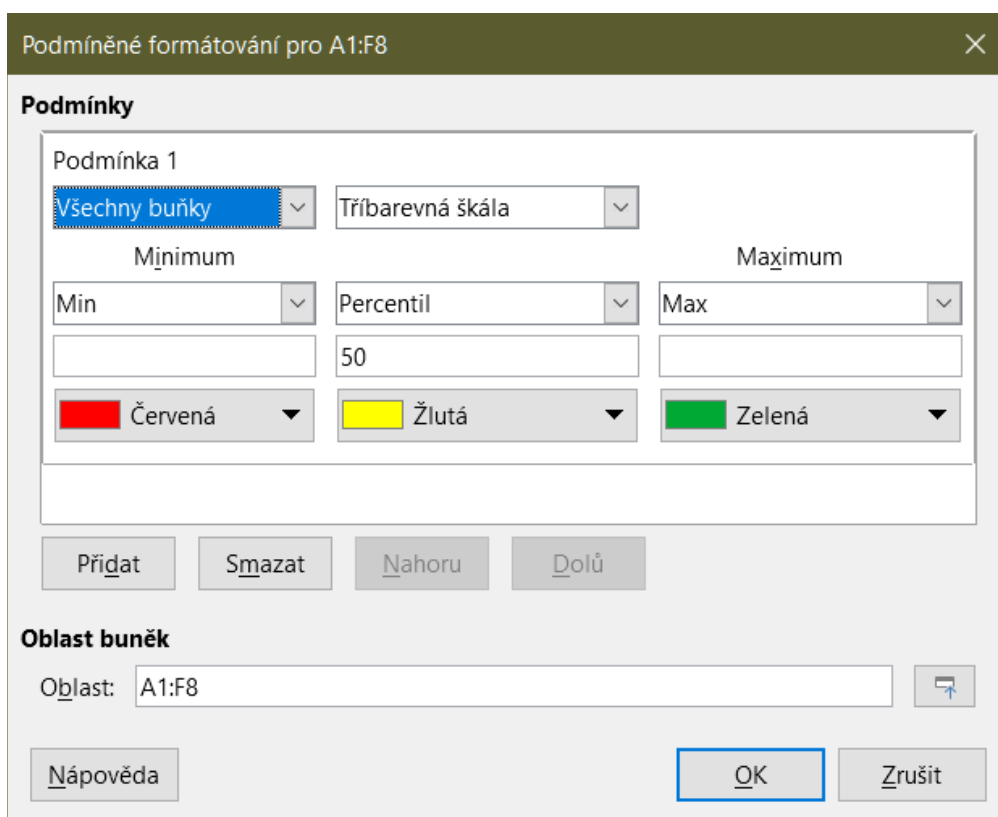 Podmíněné formátování pro A1:F8
Podmínky
Podmínka 1
Všechny buňky Tříbarevná škála
Minimum Maximum
Min Percentil Max
50
Červená Žlutá Zelená
Přidat Smazat Nahoru Dolů
Oblast buněk
Oblast: A1:F8
Nápověda OK Zrušit